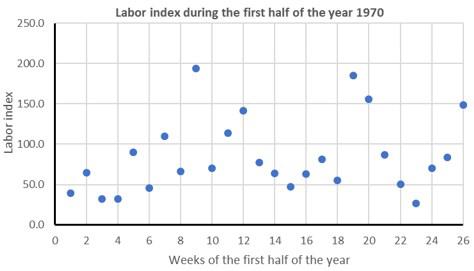 Labor index during the first half of the year 1970
250.0
200.0
150.0
100.0
50.0
0.0
Labor index
0 2 4 6 8 10 12 14 16 18 20 22 24 26
Weeks of the first half of the year